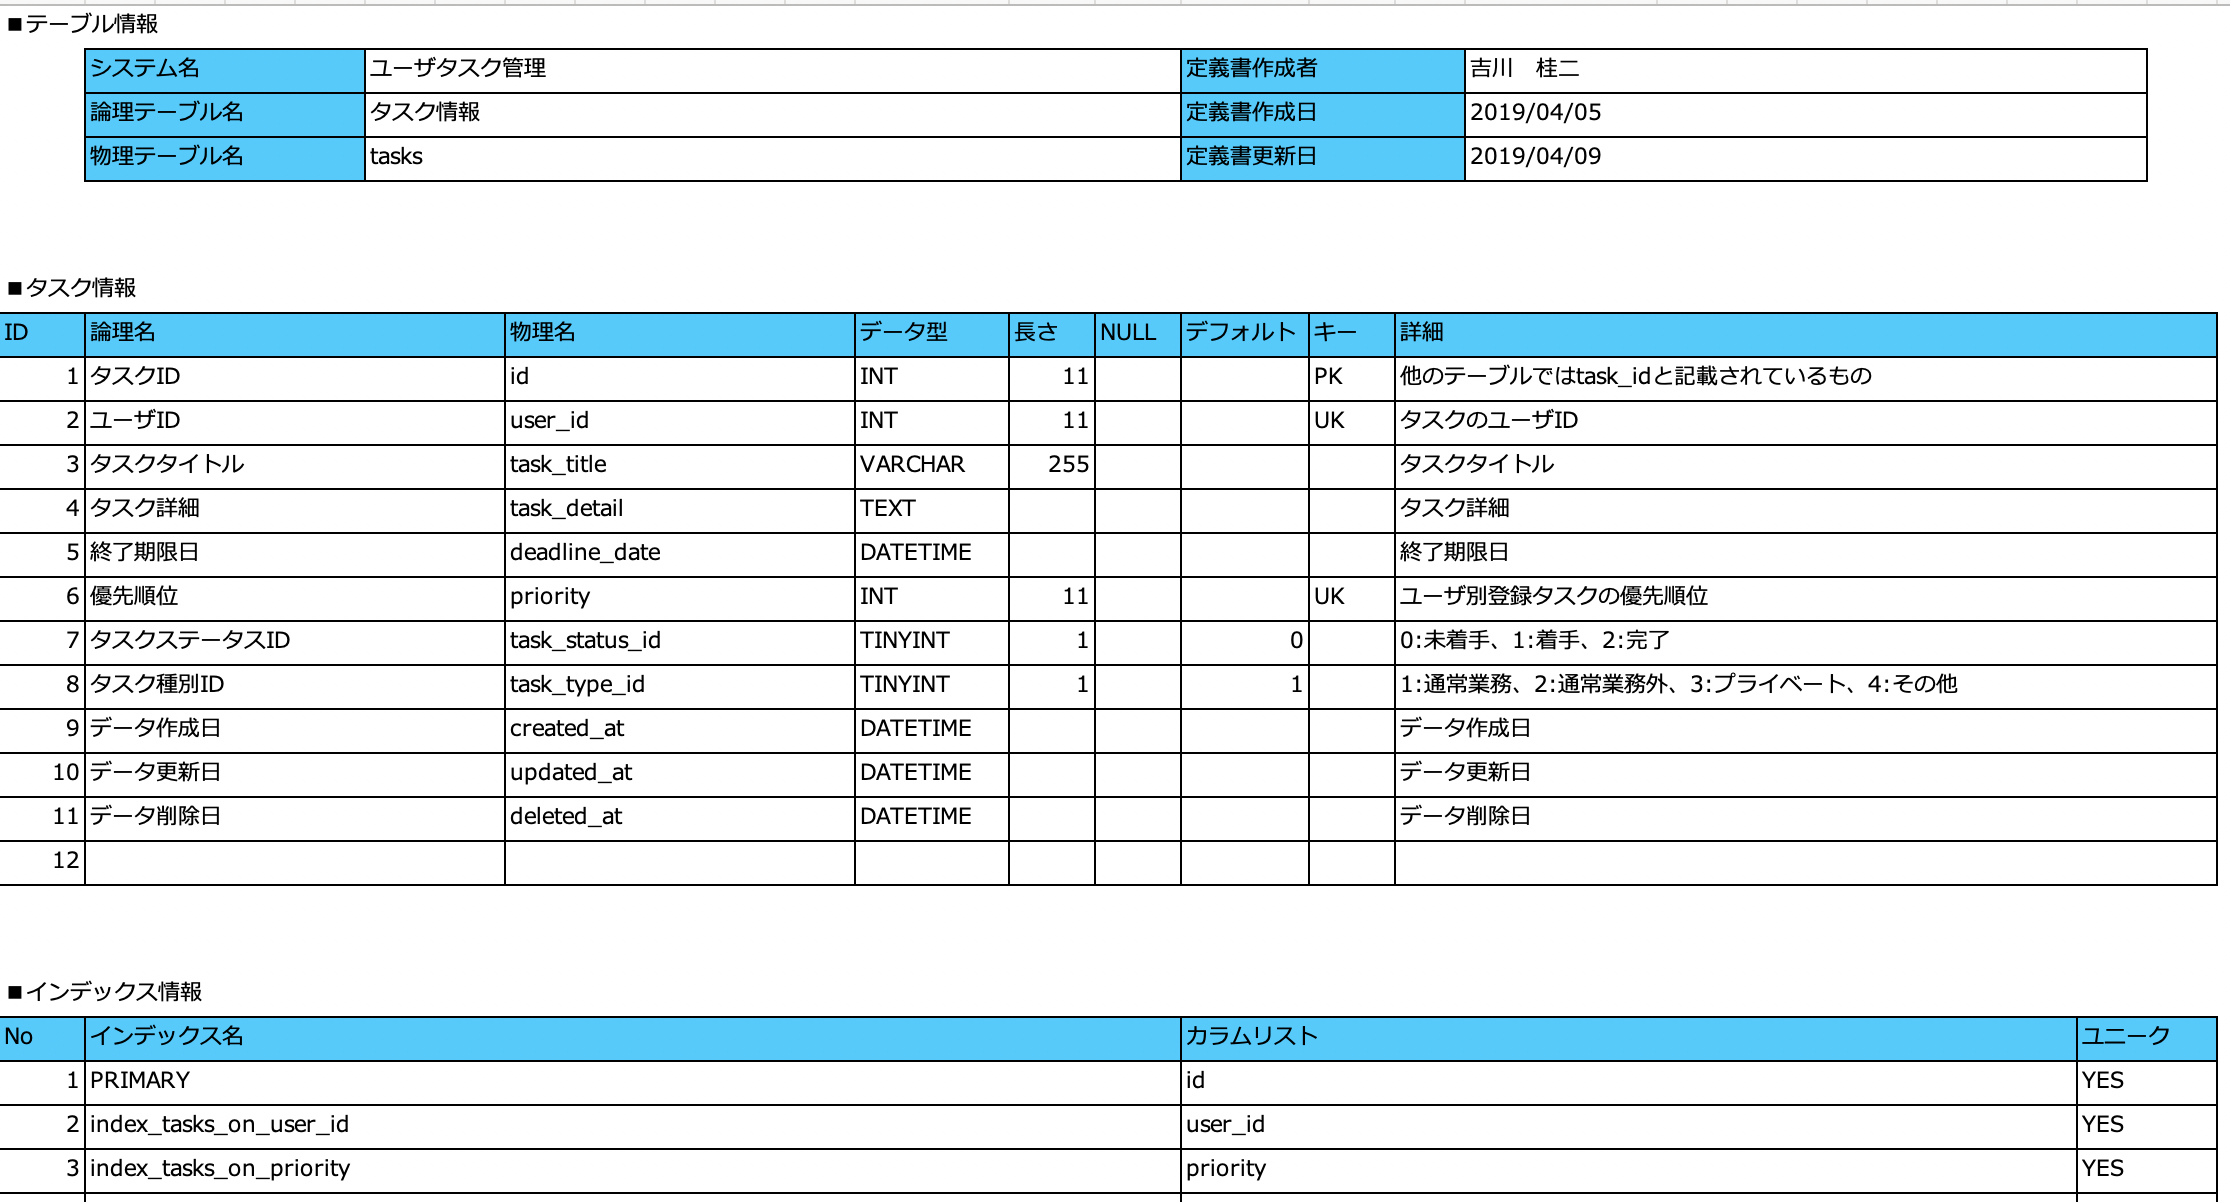 ■テーブル情報
システム名 ユーザタスク管理 定義書作成者 吉川　桂二
論理テーブル名 タスク情報 定義書作成日 2019/04/05
物理テーブル名 tasks 定義書更新日 2019/04/09
■タスク情報
ID 論理名 物理名 データ型 長さ NULL デフォルト キー 詳細
1 タスクID id INT 11 PK 他のテーブルではtask_idと記載されているもの
2 ユーザID user_id INT 11 UK タスクのユーザID
3 タスクタイトル task_title VARCHAR 255 タスクタイトル
4 タスク詳細 task_detail TEXT タスク詳細
5 終了期限日 deadline_date DATETIME 終了期限日
6 優先順位 priority INT 11 UK ユーザ別登録タスクの優先順位
7 タスクステータスID task_status_id TINYINT 1 0 0:未着手、1:着手、2:完了
8 タスク種別ID task_type_id TINYINT 1 1 1:通常業務、2:通常業務外、3:プライベート、4:その他
9 データ作成日 created_at DATETIME データ作成日
10 データ更新日 updated_at DATETIME データ更新日
11 データ削除日 deleted_at DATETIME データ削除日
12
■インデックス情報
No インデックス名 カラムリスト ユニーク
1 PRIMARY id YES
2 index_tasks_on_user_id user_id YES
3 index_tasks_on_priority priority YES